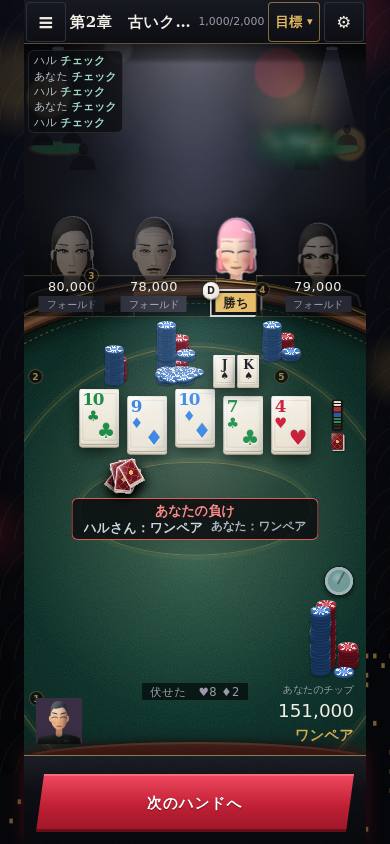 ☰ 第2章 古いク… 1,000/2,000 目標 ▾ ⚙
ハル チェック
あなた チェック
ハル チェック
あなた チェック
ハル チェック
3
80,000 78,000 79,000
D 4
フォールド フォールド 勝ち フォールド
2 5
J K
10 9 10 7 4
あなたの負け
ハルさん：ワンペア あなた：ワンペア
あなたのチップ
伏せた ♥8 ♦2
151,000
ワンペア
次のハンドへ